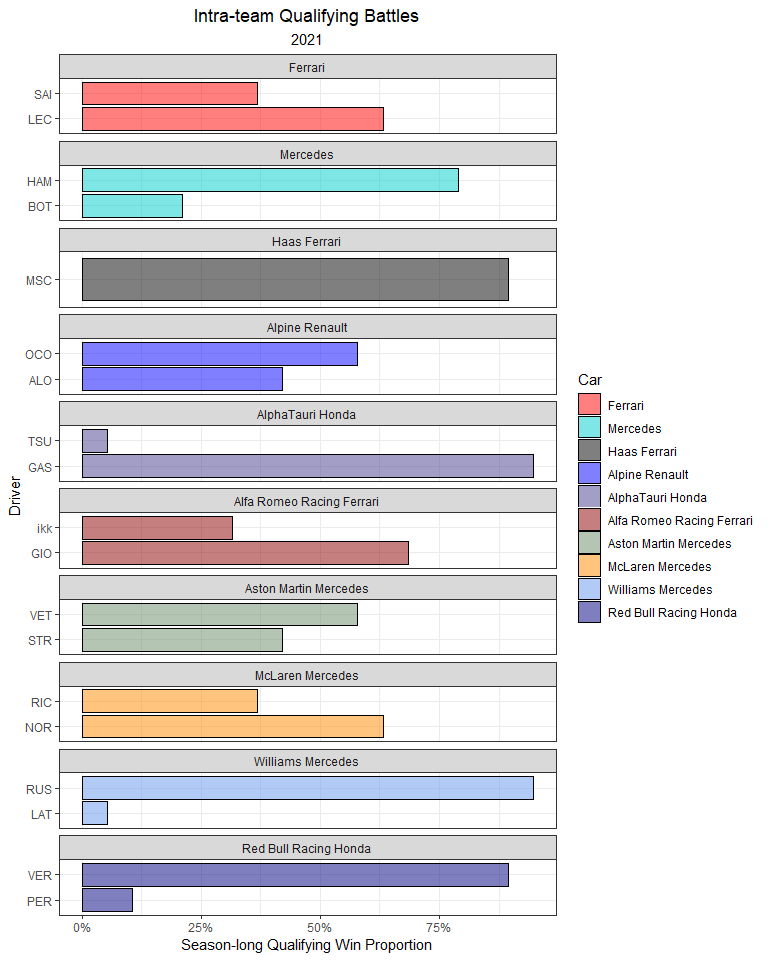 Intra-team Qualifying Battles
2021
Ferrari
SAI
LEC
Mercedes
HAM
BOT
Haas Ferrari
MSC
Alpine Renault
OCO
ALO
AlphaTauri Honda
TSU
GAS
Alfa Romeo Racing Ferrari
ikk
GIO
Aston Martin Mercedes
VET
STR
McLaren Mercedes
RIC
NOR
Williams Mercedes
RUS
LAT
Red Bull Racing Honda
VER
PER
0% 25% 50% 75%
Season-long Qualifying Win Proportion
Driver
Car
Ferrari
Mercedes
Haas Ferrari
Alpine Renault
AlphaTauri Honda
Alfa Romeo Racing Ferrari
Aston Martin Mercedes
McLaren Mercedes
Williams Mercedes
Red Bull Racing Honda